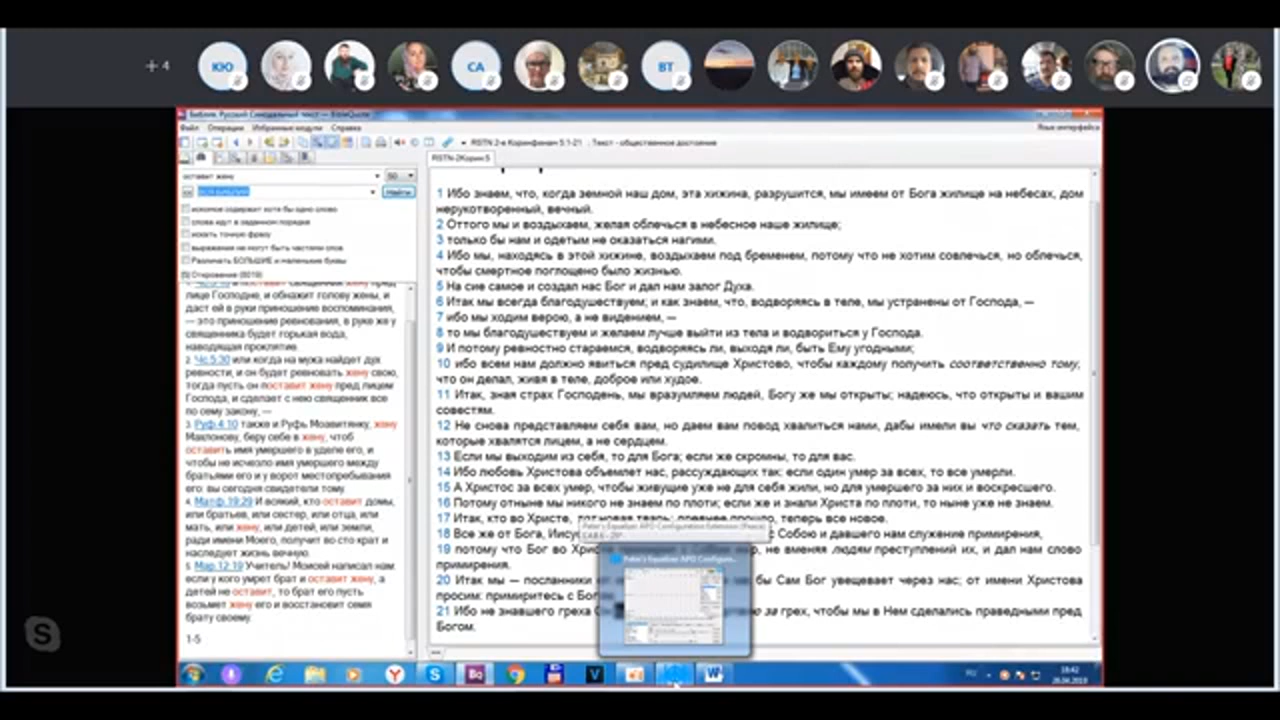 + 4
КЮ
СА
ВТ
Библия. Русский Синодальный текст — BibleQuote
Файл Операции Избранные модули Справка
Язык интерфейса
RSTN 2-е Коринфянам 5:1-21 . Текст - общественное достояние
RSTN-2Корин:5
оставит жену
50
Найти
искомое содержит хотя бы одно слово
слова идут в заданном порядке
искать точную фразу
выражения не могут быть частями слов
Различать БОЛЬШИЕ и маленькие буквы
лице Господне, и обнажит голову жены, и
даст ей в руки приношение воспоминания,
— это приношение ревнования, в руке же у
священника будет горькая вода,
наводящая проклятие.
2. Чс.5:30 или когда на мужа найдет дух
ревности, и он будет ревновать жену свою,
тогда пусть он поставит жену пред лицем
Господа, и сделает с нею священник все
по сему закону, —
3. Руф.4:10 также и Руфь Моавитянку, жену
Махлонову, беру себе в жену, чтоб
оставить имя умершего в уделе его, и
чтобы не исчезло имя умершего между
братьями его и у ворот местопребывания
его: вы сегодня свидетели тому.
4. Матф.19:29 И всякий, кто оставит домы,
или братьев, или сестер, или отца, или
мать, или жену, или детей, или земли,
ради имени Моего, получит во сто крат и
наследует жизнь вечную.
5. Мар.12:19 Учитель! Моисей написал нам:
если у кого умрет брат и оставит жену, а
детей не оставит, то брат его пусть
возьмет жену его и восстановит семя
брату своему.
1-5
1 Ибо знаем, что, когда земной наш дом, эта хижина, разрушится, мы имеем от Бога жилище на небесах, дом
нерукотворенный, вечный.
2 Оттого мы и воздыхаем, желая облечься в небесное наше жилище;
3 только бы нам и одетым не оказаться нагими.
4 Ибо мы, находясь в этой хижине, воздыхаем под бременем, потому что не хотим совлечься, но облечься,
чтобы смертное поглощено было жизнью.
5 На сие самое и создал нас Бог и дал нам залог Духа.
6 Итак мы всегда благодушествуем; и как знаем, что, водворяясь в теле, мы устранены от Господа, —
7 ибо мы ходим верою, а не видением, —
8 то мы благодушествуем и желаем лучше выйти из тела и водвориться у Господа.
9 И потому ревностно стараемся, водворяясь ли, выходя ли, быть Ему угодными;
10 ибо всем нам должно явиться пред судилище Христово, чтобы каждому получить соответственно тому,
что он делал, живя в теле, доброе или худое.
11 Итак, зная страх Господень, мы вразумляем людей, Богу же мы открыты; надеюсь, что открыты и вашим
совестям.
12 Не снова представляем себя вам, но даем вам повод хвалиться нами, дабы имели вы что сказать тем,
которые хвалятся лицем, а не сердцем.
13 Если мы выходим из себя, то для Бога; если же скромны, то для вас.
14 Ибо любовь Христова объемлет нас, рассуждающих так: если один умер за всех, то все умерли.
15 А Христос за всех умер, чтобы живущие уже не для себя жили, но для умершего за них и воскресшего.
16 Потому отныне мы никого не знаем по плоти; если же и знали Христа по плоти, то ныне уже не знаем.
17 Итак, кто во Христе, тот новая тварь; древнее прошло, теперь все новое.
18 Все же от Бога, Иисус с Собою и давшего нам служение примирения,
19 потому что Бог во Христе примирил с Собою мир, не вменяя людям преступлений их, и дал нам слово
примирения.
20 Итак мы — посланники бы Сам Бог увещевает через нас; от имени Христова
просим: примиритесь с Богом
21 Ибо не знавшего греха за грех, чтобы мы в Нем сделались праведными пред
Богом.
Peter's Equalizer APO Configuration Extension (Peace)
Peter's Equalizer APO Configura...
RU
18:42
28.04.2019